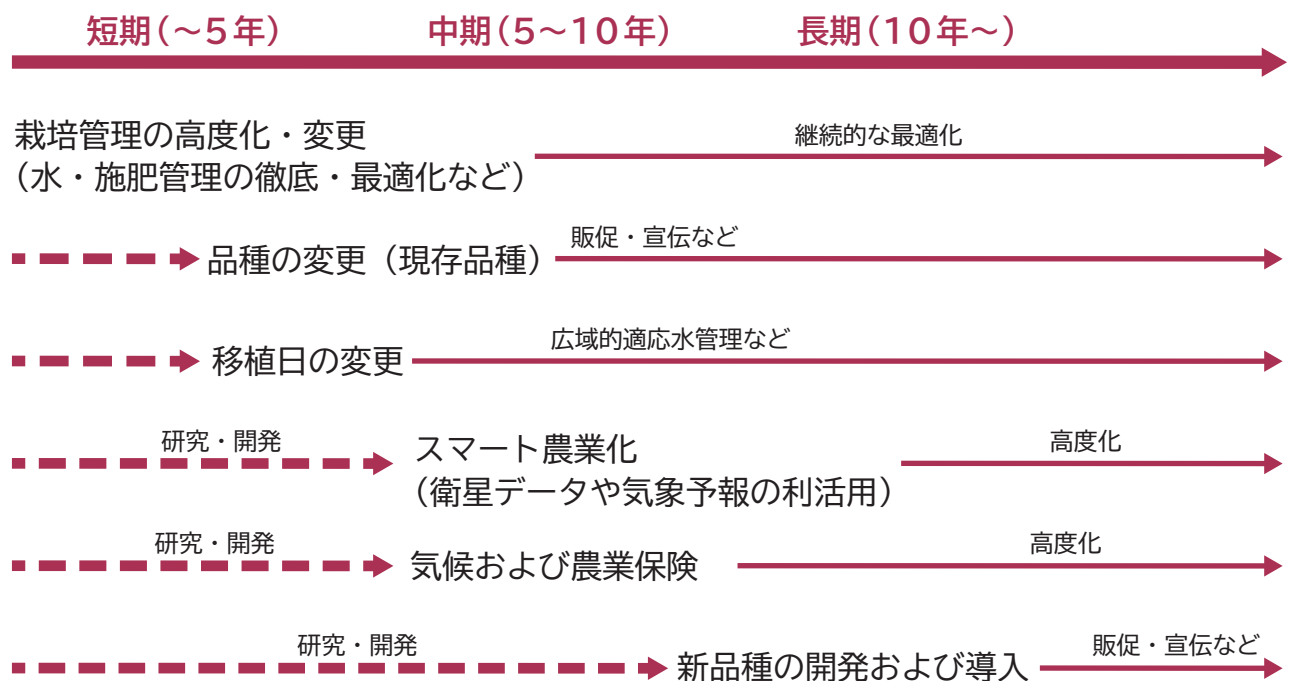 短期(～5年) 中期(5～10年) 長期(10年～)
栽培管理の高度化・変更
（水・施肥管理の徹底・最適化など）
継続的な最適化
品種の変更（現存品種）
販促・宣伝など
移植日の変更
広域的適応水管理など
研究・開発
スマート農業化
（衛星データや気象予報の利活用）
高度化
研究・開発
気候および農業保険
高度化
研究・開発
新品種の開発および導入
販促・宣伝など